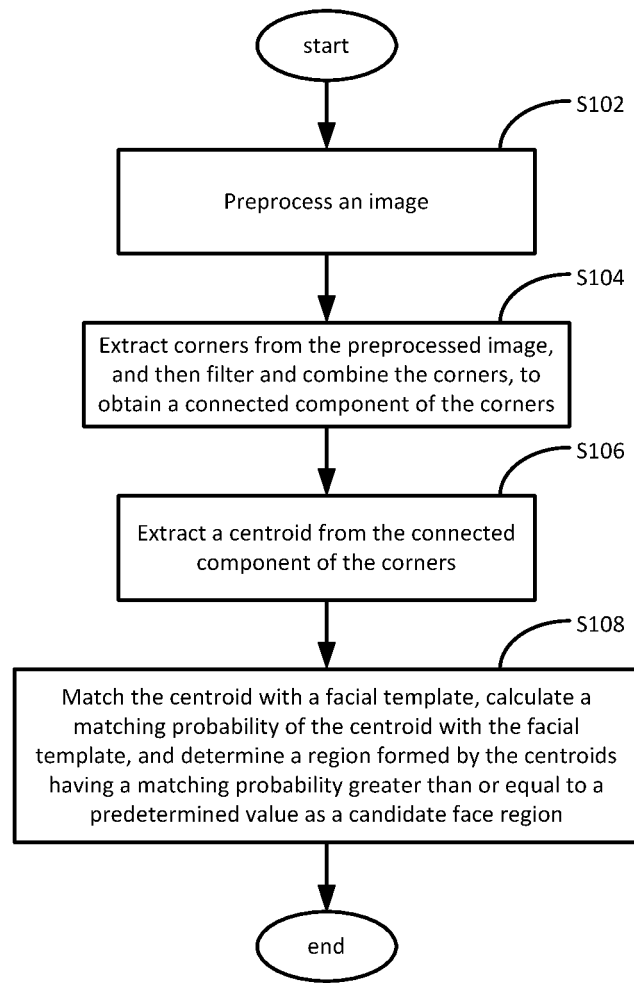 start
S102
Preprocess an image
S104
Extract corners from the preprocessed image,
and then filter and combine the corners, to
obtain a connected component of the corners
S106
Extract a centroid from the connected
component of the corners
S108
Match the centroid with a facial template, calculate a
matching probability of the centroid with the facial
template, and determine a region formed by the centroids
having a matching probability greater than or equal to a
predetermined value as a candidate face region
end